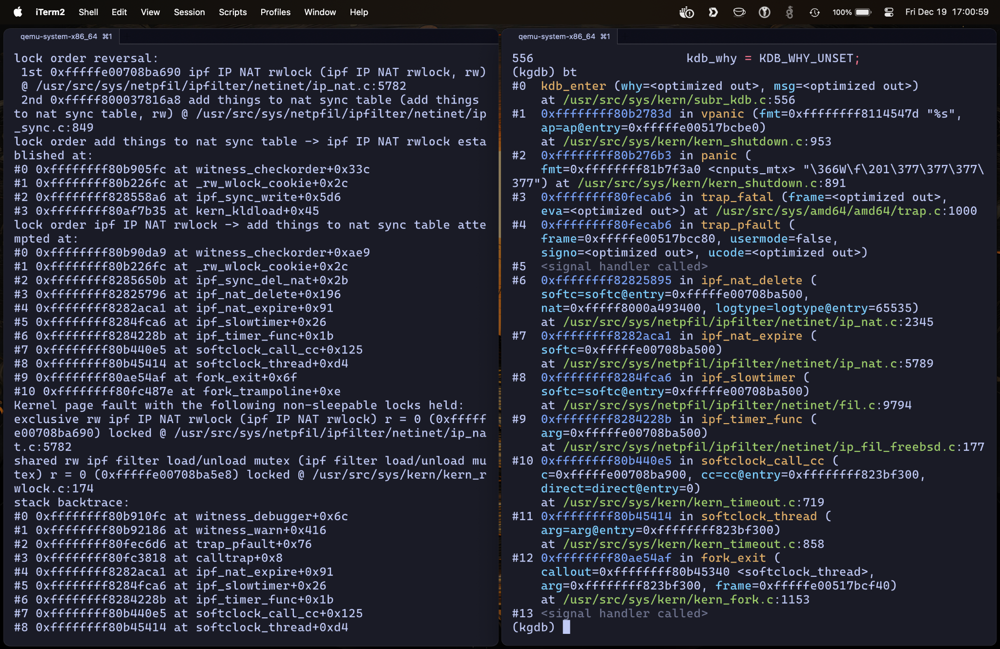 iTerm2 Shell Edit View Session Scripts Profiles Window Help 100% Fri Dec 19 17:00:59
qemu-system-x86_64 ⌘1
lock order reversal:
 1st 0xfffffe00708ba690 ipf IP NAT rwlock (ipf IP NAT rwlock, rw)
 @ /usr/src/sys/netpfil/ipfilter/netinet/ip_nat.c:5782
 2nd 0xfffff800037816a8 add things to nat sync table (add things
to nat sync table, rw) @ /usr/src/sys/netpfil/ipfilter/netinet/ip
_sync.c:849
lock order add things to nat sync table -> ipf IP NAT rwlock esta
blished at:
#0 0xffffffff80b905fc at witness_checkorder+0x33c
#1 0xffffffff80b226fc at _rw_wlock_cookie+0x2c
#2 0xffffffff828558a6 at ipf_sync_write+0x5d6
#3 0xffffffff80af7b35 at kern_kldload+0x45
lock order ipf IP NAT rwlock -> add things to nat sync table atte
mpted at:
#0 0xffffffff80b90da9 at witness_checkorder+0xae9
#1 0xffffffff80b226fc at _rw_wlock_cookie+0x2c
#2 0xffffffff8285650b at ipf_sync_del_nat+0x2b
#3 0xffffffff82825796 at ipf_nat_delete+0x196
#4 0xffffffff8282aca1 at ipf_nat_expire+0x91
#5 0xffffffff8284fca6 at ipf_slowtimer+0x26
#6 0xffffffff8284228b at ipf_timer_func+0x1b
#7 0xffffffff80b440e5 at softclock_call_cc+0x125
#8 0xffffffff80b45414 at softclock_thread+0xd4
#9 0xffffffff80ae54af at fork_exit+0x6f
#10 0xffffffff80fc487e at fork_trampoline+0xe
Kernel page fault with the following non-sleepable locks held:
exclusive rw ipf IP NAT rwlock (ipf IP NAT rwlock) r = 0 (0xfffff
e00708ba690) locked @ /usr/src/sys/netpfil/ipfilter/netinet/ip_na
t.c:5782
shared rw ipf filter load/unload mutex (ipf filter load/unload mu
tex) r = 0 (0xfffffe00708ba5e8) locked @ /usr/src/sys/kern/kern_r
wlock.c:174
stack backtrace:
#0 0xffffffff80b910fc at witness_debugger+0x6c
#1 0xffffffff80b92186 at witness_warn+0x416
#2 0xffffffff80fec6d6 at trap_pfault+0x76
#3 0xffffffff80fc3818 at calltrap+0x8
#4 0xffffffff8282aca1 at ipf_nat_expire+0x91
#5 0xffffffff8284fca6 at ipf_slowtimer+0x26
#6 0xffffffff8284228b at ipf_timer_func+0x1b
#7 0xffffffff80b440e5 at softclock_call_cc+0x125
#8 0xffffffff80b45414 at softclock_thread+0xd4
qemu-system-x86_64 ⌘1
556                     kdb_why = KDB_WHY_UNSET;
(kgdb) bt
#0  kdb_enter (why=<optimized out>, msg=<optimized out>)
    at /usr/src/sys/kern/subr_kdb.c:556
#1  0xffffffff80b2783d in vpanic (fmt=0xffffffff8114547d "%s",
    ap=ap@entry=0xfffffe00517bcbe0)
    at /usr/src/sys/kern/kern_shutdown.c:953
#2  0xffffffff80b276b3 in panic (
    fmt=0xffffffff81b7f3a0 <cnputs_mtx> "\366W\f\201\377\377\377\
377") at /usr/src/sys/kern/kern_shutdown.c:891
#3  0xffffffff80fecab6 in trap_fatal (frame=<optimized out>,
    eva=<optimized out>) at /usr/src/sys/amd64/amd64/trap.c:1000
#4  0xffffffff80fecab6 in trap_pfault (
    frame=0xfffffe00517bcc80, usermode=false,
    signo=<optimized out>, ucode=<optimized out>)
#5  <signal handler called>
#6  0xffffffff82825895 in ipf_nat_delete (
    softc=softc@entry=0xfffffe00708ba500,
    nat=0xfffff8000a493400, logtype=logtype@entry=65535)
    at /usr/src/sys/netpfil/ipfilter/netinet/ip_nat.c:2345
#7  0xffffffff8282aca1 in ipf_nat_expire (
    softc=0xfffffe00708ba500)
    at /usr/src/sys/netpfil/ipfilter/netinet/ip_nat.c:5789
#8  0xffffffff8284fca6 in ipf_slowtimer (
    softc=softc@entry=0xfffffe00708ba500)
    at /usr/src/sys/netpfil/ipfilter/netinet/fil.c:9794
#9  0xffffffff8284228b in ipf_timer_func (
    arg=0xfffffe00708ba500)
    at /usr/src/sys/netpfil/ipfilter/netinet/ip_fil_freebsd.c:177
#10 0xffffffff80b440e5 in softclock_call_cc (
    c=0xfffffe00708ba900, cc=cc@entry=0xffffffff823bf300,
    direct=direct@entry=0)
    at /usr/src/sys/kern/kern_timeout.c:719
#11 0xffffffff80b45414 in softclock_thread (
    arg=arg@entry=0xffffffff823bf300)
    at /usr/src/sys/kern/kern_timeout.c:858
#12 0xffffffff80ae54af in fork_exit (
    callout=0xffffffff80b45340 <softclock_thread>,
    arg=0xffffffff823bf300, frame=0xfffffe00517bcf40)
    at /usr/src/sys/kern/kern_fork.c:1153
#13 <signal handler called>
(kgdb)